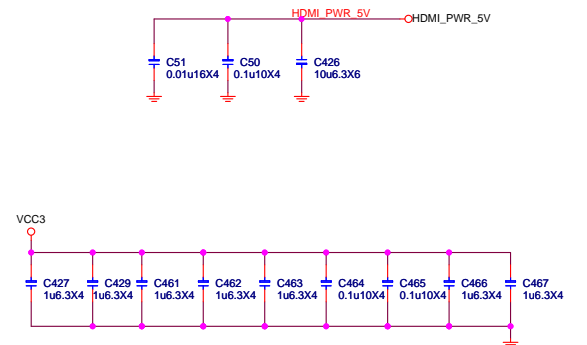 HDMI_PWR_5V
HDMI_PWR_5V
C51
0.01u16X4
C50
0.1u10X4
C426
10u6.3X6
VCC3
C427
1u6.3X4
C429
1u6.3X4
C461
1u6.3X4
C462
1u6.3X4
C463
1u6.3X4
C464
0.1u10X4
C465
0.1u10X4
C466
1u6.3X4
C467
1u6.3X4